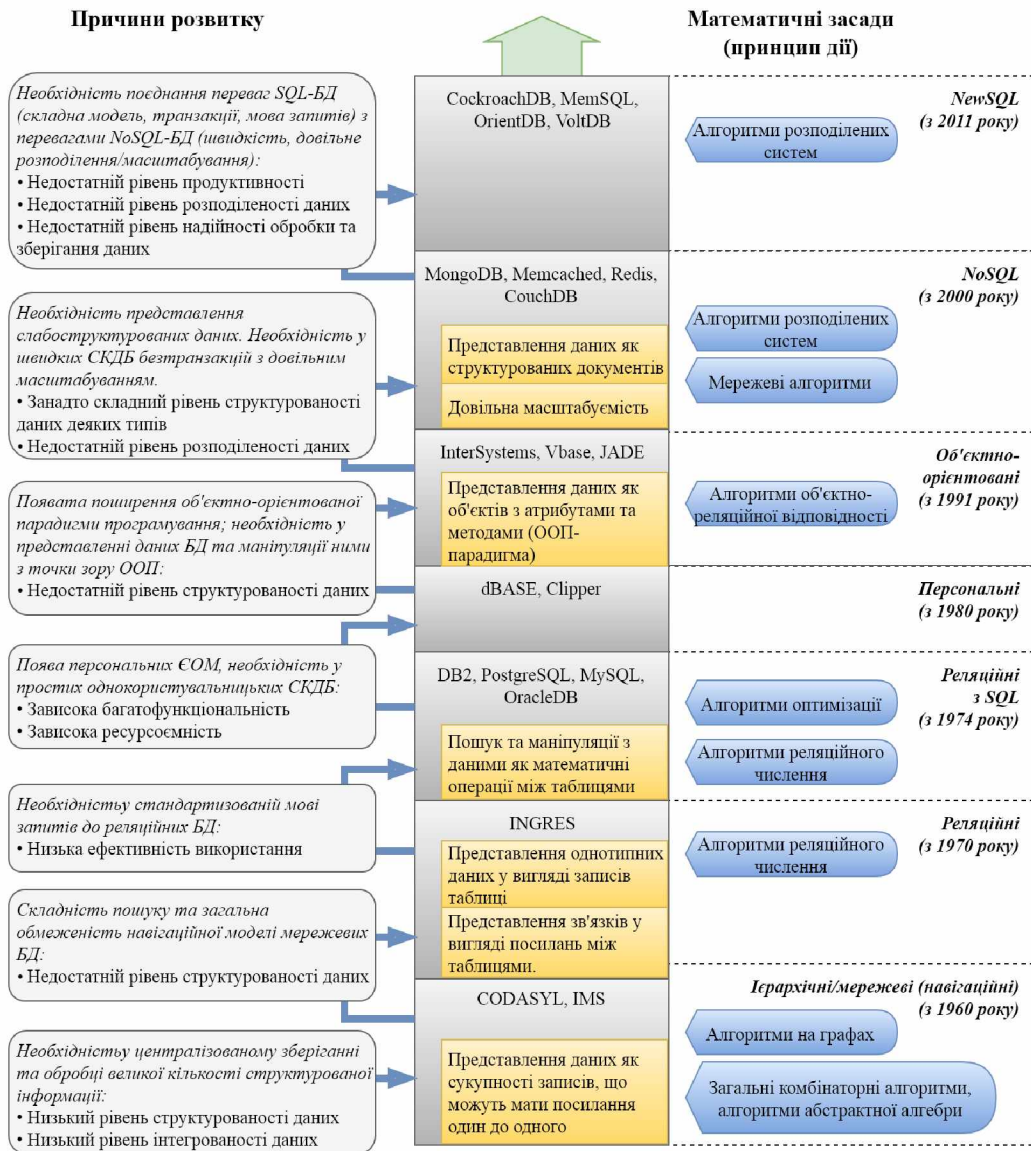 Причини розвитку
Математичні засади
(принцип дії)
Необхідність поєднання переваг SQL-БД
(складна модель, транзакції, мова запитів) з
перевагами NoSQL-БД (швидкість, довільне
розподілення/масштабування):
• Недостатній рівень продуктивності
• Недостатній рівень розподіленості даних
• Недостатній рівень надійності обробки та
зберігання даних
CockroachDB, MemSQL,
OrientDB, VoltDB
Алгоритми розподілених
систем
NewSQL
(з 2011 року)
Необхідність представлення
слабоструктурованих даних. Необхідність у
швидких СКДБ безтранзакцій з довільним
масштабуванням.
• Занадто складний рівень структурованості
даних деяких типів
• Недостатній рівень розподіленості даних
MongoDB, Memcached, Redis,
CouchDB
Представлення даних як
структурованих документів
Довільна масштабуємість
Алгоритми розподілених
систем
Мережеві алгоритми
NoSQL
(з 2000 року)
Появата поширення об'єктно-орієнтованої
парадигми програмування; необхідність у
представленні даних БД та маніпуляції ними
з точки зору ООП:
• Недостатній рівень структурованості даних
InterSystems, Vbase, JADE
Представлення даних як
об'єктів з атрибутами та
методами (ООП-
парадигма)
Алгоритми об'єктно-
реляційної відповідності
Об'єктно-
орієнтовані
(з 1991 року)
dBASE, Clipper
Персональні
(з 1980 року)
Поява персональних ЄОМ, необхідність у
простих однокористувальницьких СКДБ:
• Зависока багатофункціональність
• Зависока ресурсоємність
DB2, PostgreSQL, MySQL,
OracleDB
Пошук та маніпуляції з
даними як математичні
операції між таблицями
Алгоритми оптимізації
Алгоритми реляційного
числення
Реляційні
з SQL
(з 1974 року)
Необхідністьу стандартизованій мові
запитів до реляційних БД:
• Низька ефективність використання
INGRES
Представлення однотипних
даних у вигляді записів
таблиці
Представлення зв'язків у
вигляді посилань між
таблицями.
Алгоритми реляційного
числення
Реляційні
(з 1970 року)
Складність пошуку та загальна
обмеженість навігаційної моделі мережевих
БД:
• Недостатній рівень структурованості даних
CODASYL, IMS
Представлення даних як
сукупності записів, що
можуть мати посилання
один до одного
Ієрархічні/мережеві (навігаційні)
(з 1960 року)
Алгоритми на графах
Загальні комбінаторні алгоритми,
алгоритми абстрактної алгебри
Необхідністьу централізованому зберіганні
та обробці великої кількості структурованої
інформації:
• Низький рівень структурованості даних
• Низький рівень інтегрованості даних